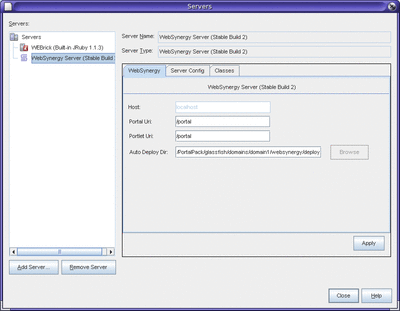 Servers
Servers:
Servers
WEBrick (Built-in JRuby 1.1.3)
WebSynergy Server (Stable Build
Server Name: WebSynergy Server (Stable Build 2)
Server Type: WebSynergy Server (Stable Build 2)
WebSynergy Server Config Classes
WebSynergy Server (Stable Build 2)
Host: localhost
Portal Uri: /portal
Portlet Uri: /portal
Auto Deploy Dir: /PortalPack/glassfish/domains/domain1/websynergy/deploy Browse
Apply
Add Server... Remove Server
Close Help